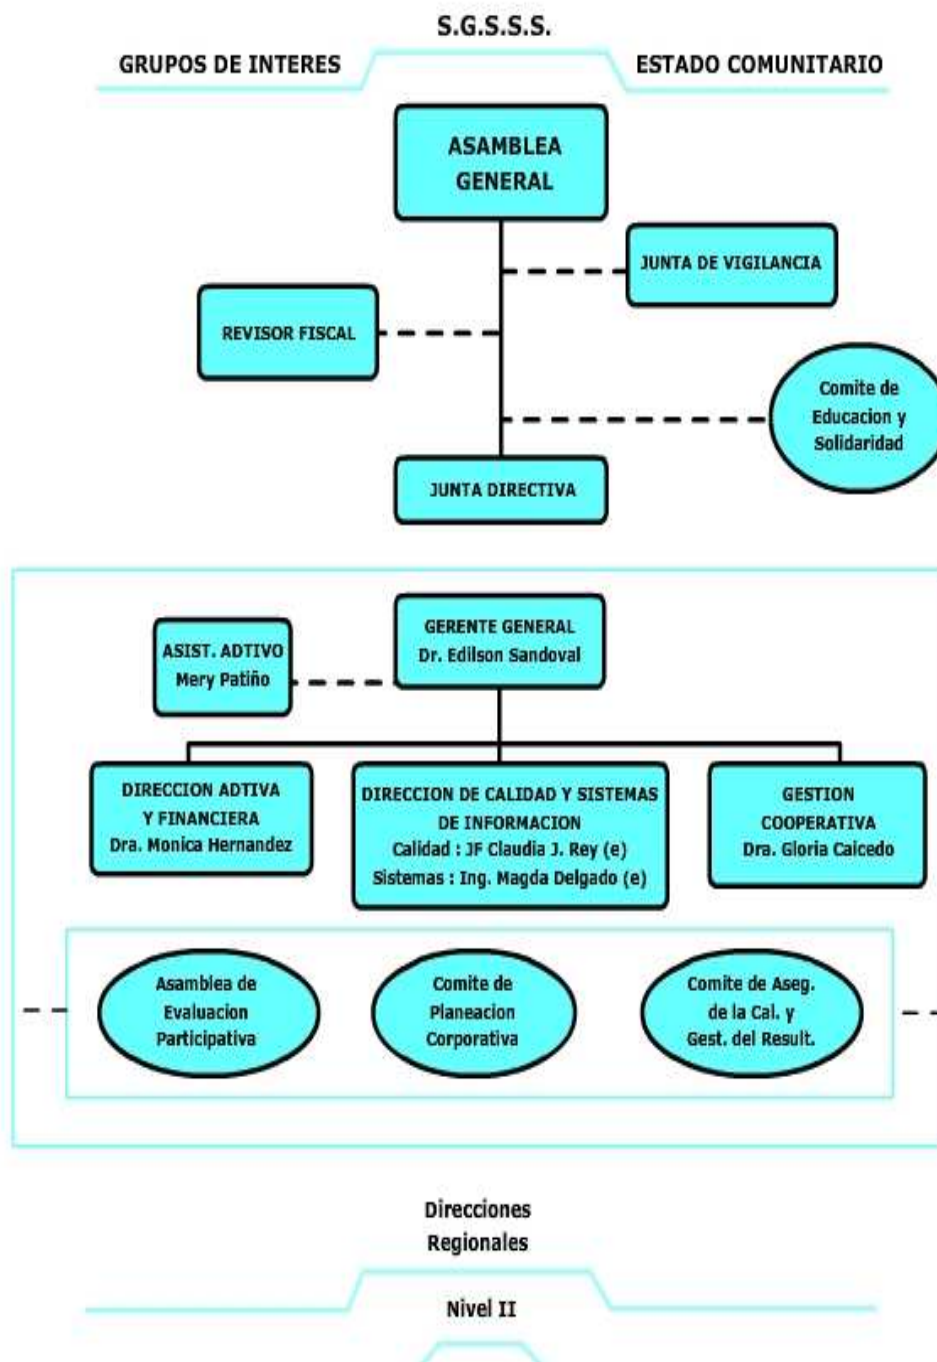 S.G.S.S.S.
GRUPOS DE INTERES
ESTADO COMUNITARIO
ASAMBLEA
GENERAL
JUNTA DE VIGILANCIA
REVISOR FISCAL
Comite de
Educacion y
Solidaridad
JUNTA DIRECTIVA
GERENTE GENERAL
Dr. Edilson Sandoval
ASIST. ADTIVO
Mery Patiño
DIRECCION ADTIVA
Y FINANCIERA
Dra. Monica Hernandez
DIRECCION DE CALIDAD Y SISTEMAS
DE INFORMACION
Calidad : JF Claudia J. Rey (e)
Sistemas : Ing. Magda Delgado (e)
GESTION
COOPERATIVA
Dra. Gloria Caicedo
Asamblea de
Evaluacion
Participativa
Comite de
Planeacion
Corporativa
Comite de Aseg.
de la Cal. y
Gest. del Result.
Direcciones
Regionales
Nivel II